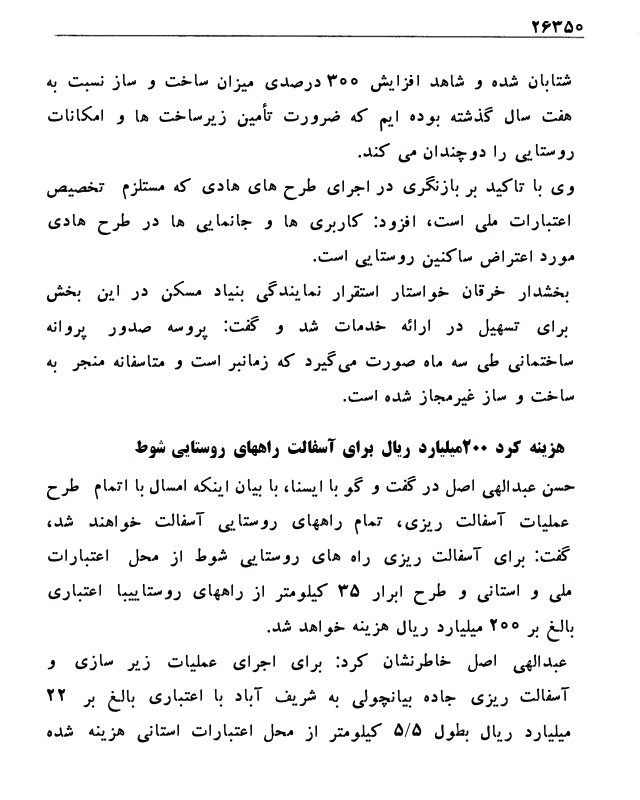 ۲۶۳۵۰
شتابان شده و شاهد افزایش ۳۰۰ درصدی میزان ساخت و ساز نسبت به
هفت سال گذشته بوده ایم که ضرورت تأمین زیرساخت ها و امکانات
روستایی را دوچندان می کند.
وی با تاکید بر بازنگری در اجرای طرح های هادی که مستلزم تخصیص
اعتبارات ملی است، افزود: کاربری ها و جانمایی ها در طرح هادی
مورد اعتراض ساکنین روستایی است.
بخشدار خرقان خواستار استقرار نمایندگی بنیاد مسکن در این بخش
برای تسهیل در ارائه خدمات شد و گفت: پروسه صدور پروانه
ساختمانی طی سه ماه صورت می‌گیرد که زمانبر است و متاسفانه منجر به
ساخت و ساز غیرمجاز شده است.
هزینه کرد ۲۰۰میلیارد ریال برای آسفالت راههای روستایی شوط
حسن عبدالهی اصل در گفت و گو با ایسنا، با بیان اینکه امسال با اتمام طرح
عملیات آسفالت ریزی، تمام راههای روستایی آسفالت خواهند شد،
گفت: برای آسفالت ریزی راه های روستایی شوط از محل اعتبارات
ملی و استانی و طرح ابرار ۳۵ کیلومتر از راههای روستاییبا اعتباری
بالغ بر ۲۰۰ میلیارد ریال هزینه خواهد شد.
عبدالهی اصل خاطرنشان کرد: برای اجرای عملیات زیر سازی و
آسفالت ریزی جاده بیانچولی به شریف آباد با اعتباری بالغ بر ۲۲
میلیارد ریال بطول ۵/۵ کیلومتر از محل اعتبارات استانی هزینه شده